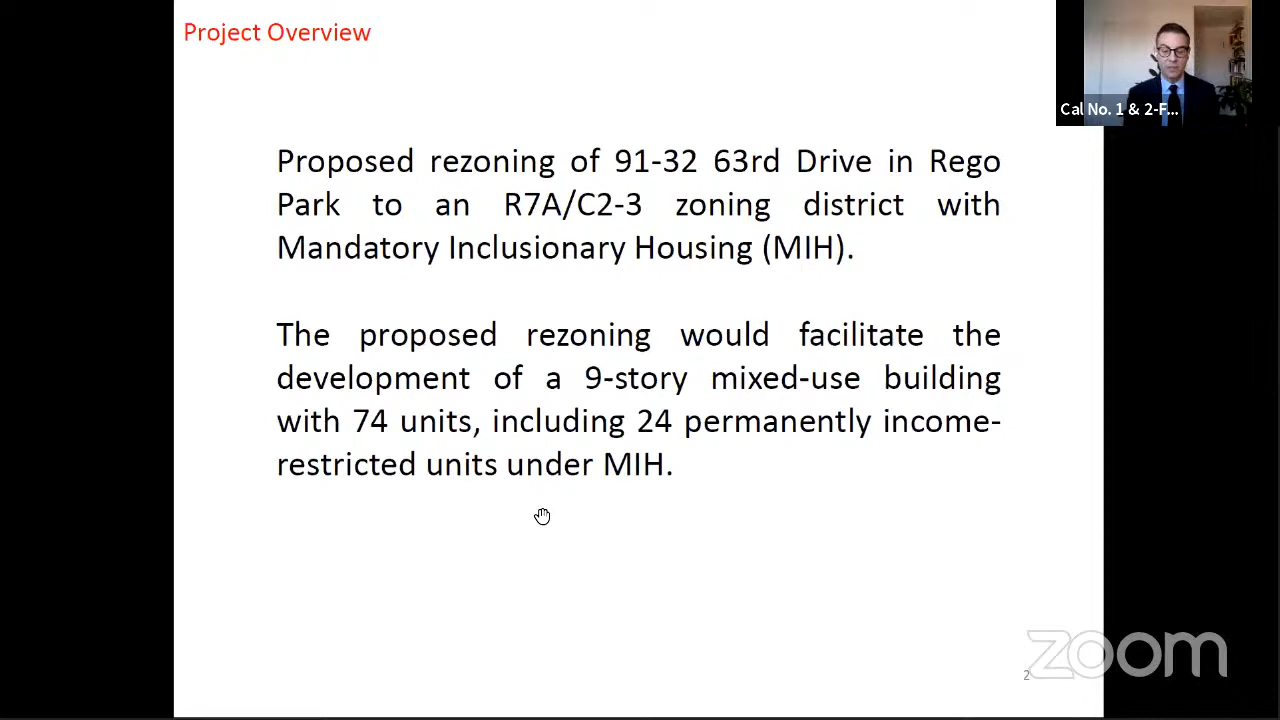 Project Overview
Cal No. 1 & 2-F...
Proposed rezoning of 91-32 63rd Drive in Rego
Park to an R7A/C2-3 zoning district with
Mandatory Inclusionary Housing (MIH).
The proposed rezoning would facilitate the
development of a 9-story mixed-use building
with 74 units, including 24 permanently income-
restricted units under MIH.
zoom
2